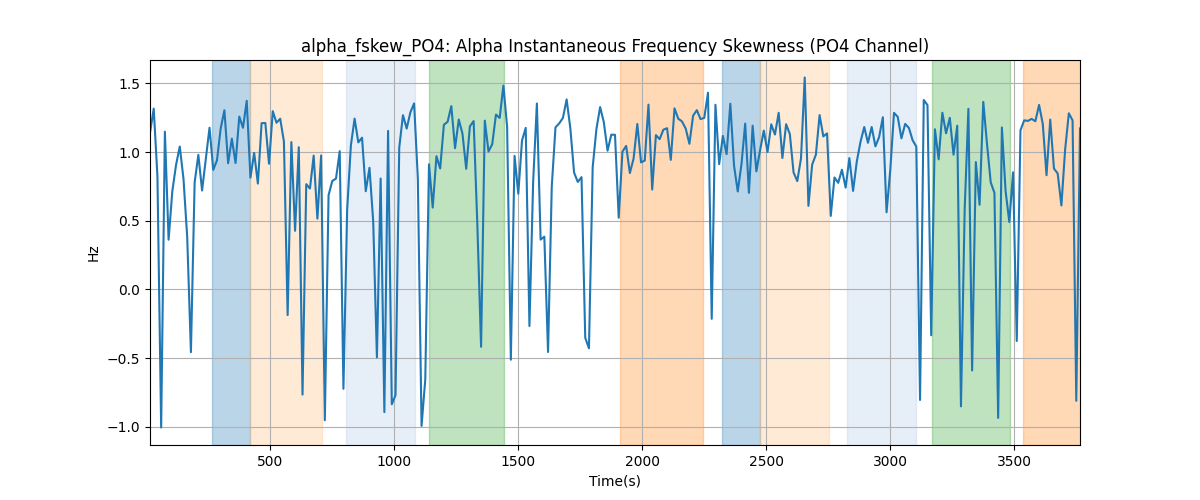 alpha_fskew_PO4: Alpha Instantaneous Frequency Skewness (PO4 Channel)
1.5
1.0
0.5
0.0
−0.5
−1.0
Hz
500 1000 1500 2000 2500 3000 3500
Time(s)